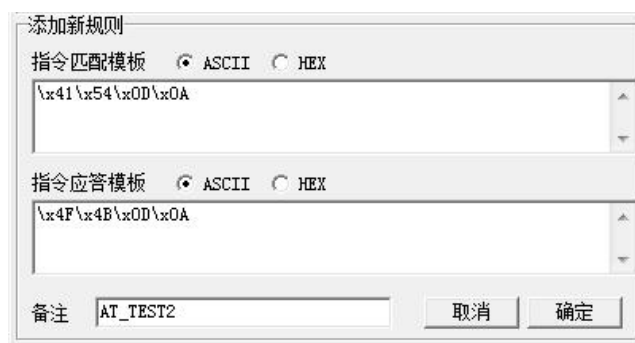 添加新规则
指令匹配模板 ASCII HEX
\x41\x54\x0D\x0A
指令应答模板 ASCII HEX
\x4F\x4B\x0D\x0A
备注 AT_TEST2 取消 确定